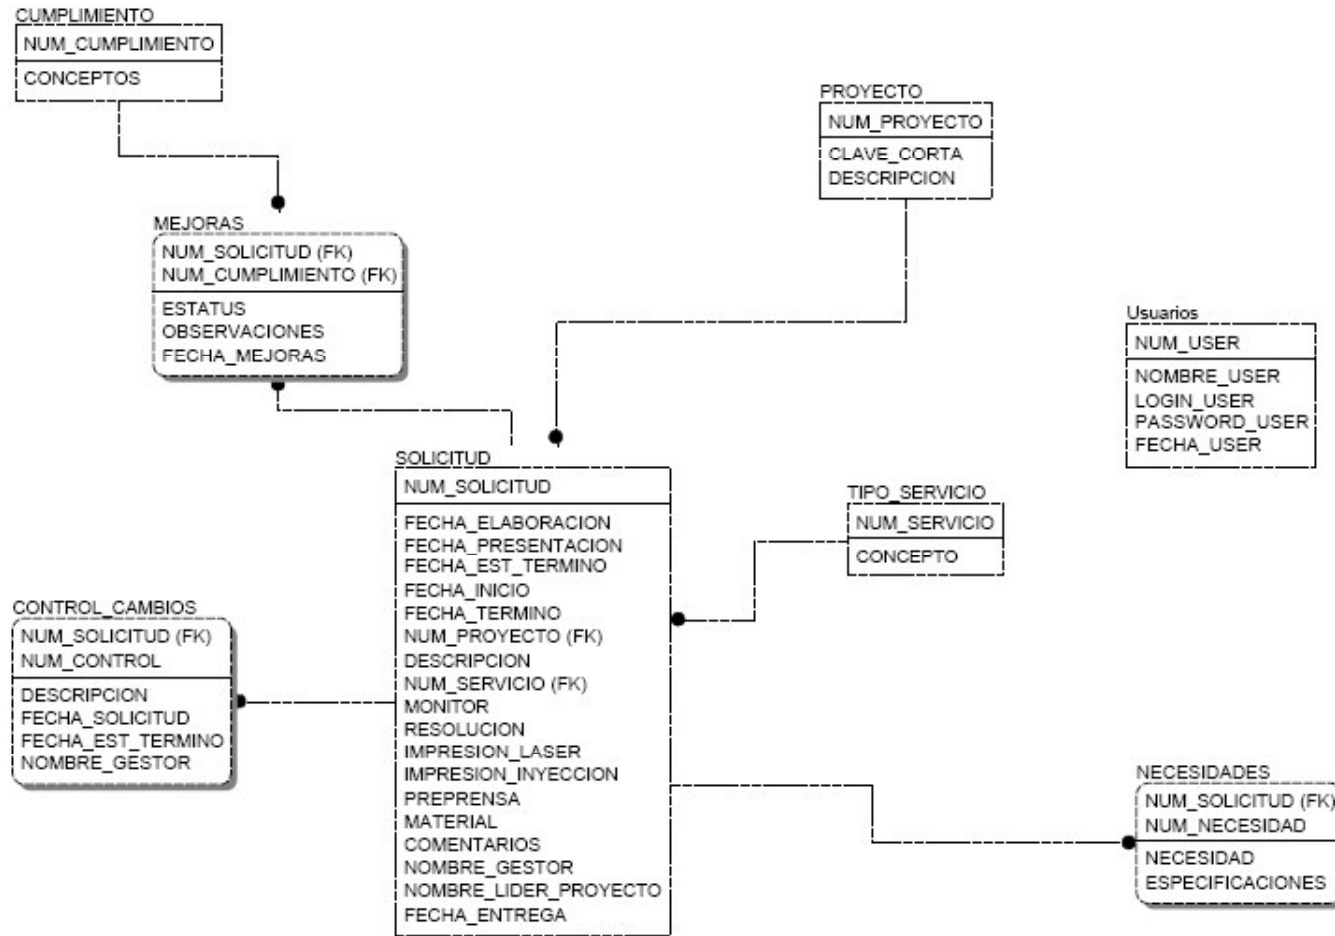 CUMPLIMIENTO
NUM_CUMPLIMIENTO
CONCEPTOS
PROYECTO
NUM_PROYECTO
CLAVE_CORTA
DESCRIPCION
MEJORAS
NUM_SOLICITUD (FK)
NUM_CUMPLIMIENTO (FK)
ESTATUS
OBSERVACIONES
FECHA_MEJORAS
Usuarios
NUM_USER
NOMBRE_USER
LOGIN_USER
PASSWORD_USER
FECHA_USER
SOLICITUD
NUM_SOLICITUD
FECHA_ELABORACION
FECHA_PRESENTACION
FECHA_EST_TERMINO
FECHA_INICIO
FECHA_TERMINO
NUM_PROYECTO (FK)
DESCRIPCION
NUM_SERVICIO (FK)
MONITOR
RESOLUCION
IMPRESION_LASER
IMPRESION_INYECCION
PREPRENSA
MATERIAL
COMENTARIOS
NOMBRE_GESTOR
NOMBRE_LIDER_PROYECTO
FECHA_ENTREGA
TIPO_SERVICIO
NUM_SERVICIO
CONCEPTO
CONTROL_CAMBIOS
NUM_SOLICITUD (FK)
NUM_CONTROL
DESCRIPCION
FECHA_SOLICITUD
FECHA_EST_TERMINO
NOMBRE_GESTOR
NECESIDADES
NUM_SOLICITUD (FK)
NUM_NECESIDAD
NECESIDAD
ESPECIFICACIONES